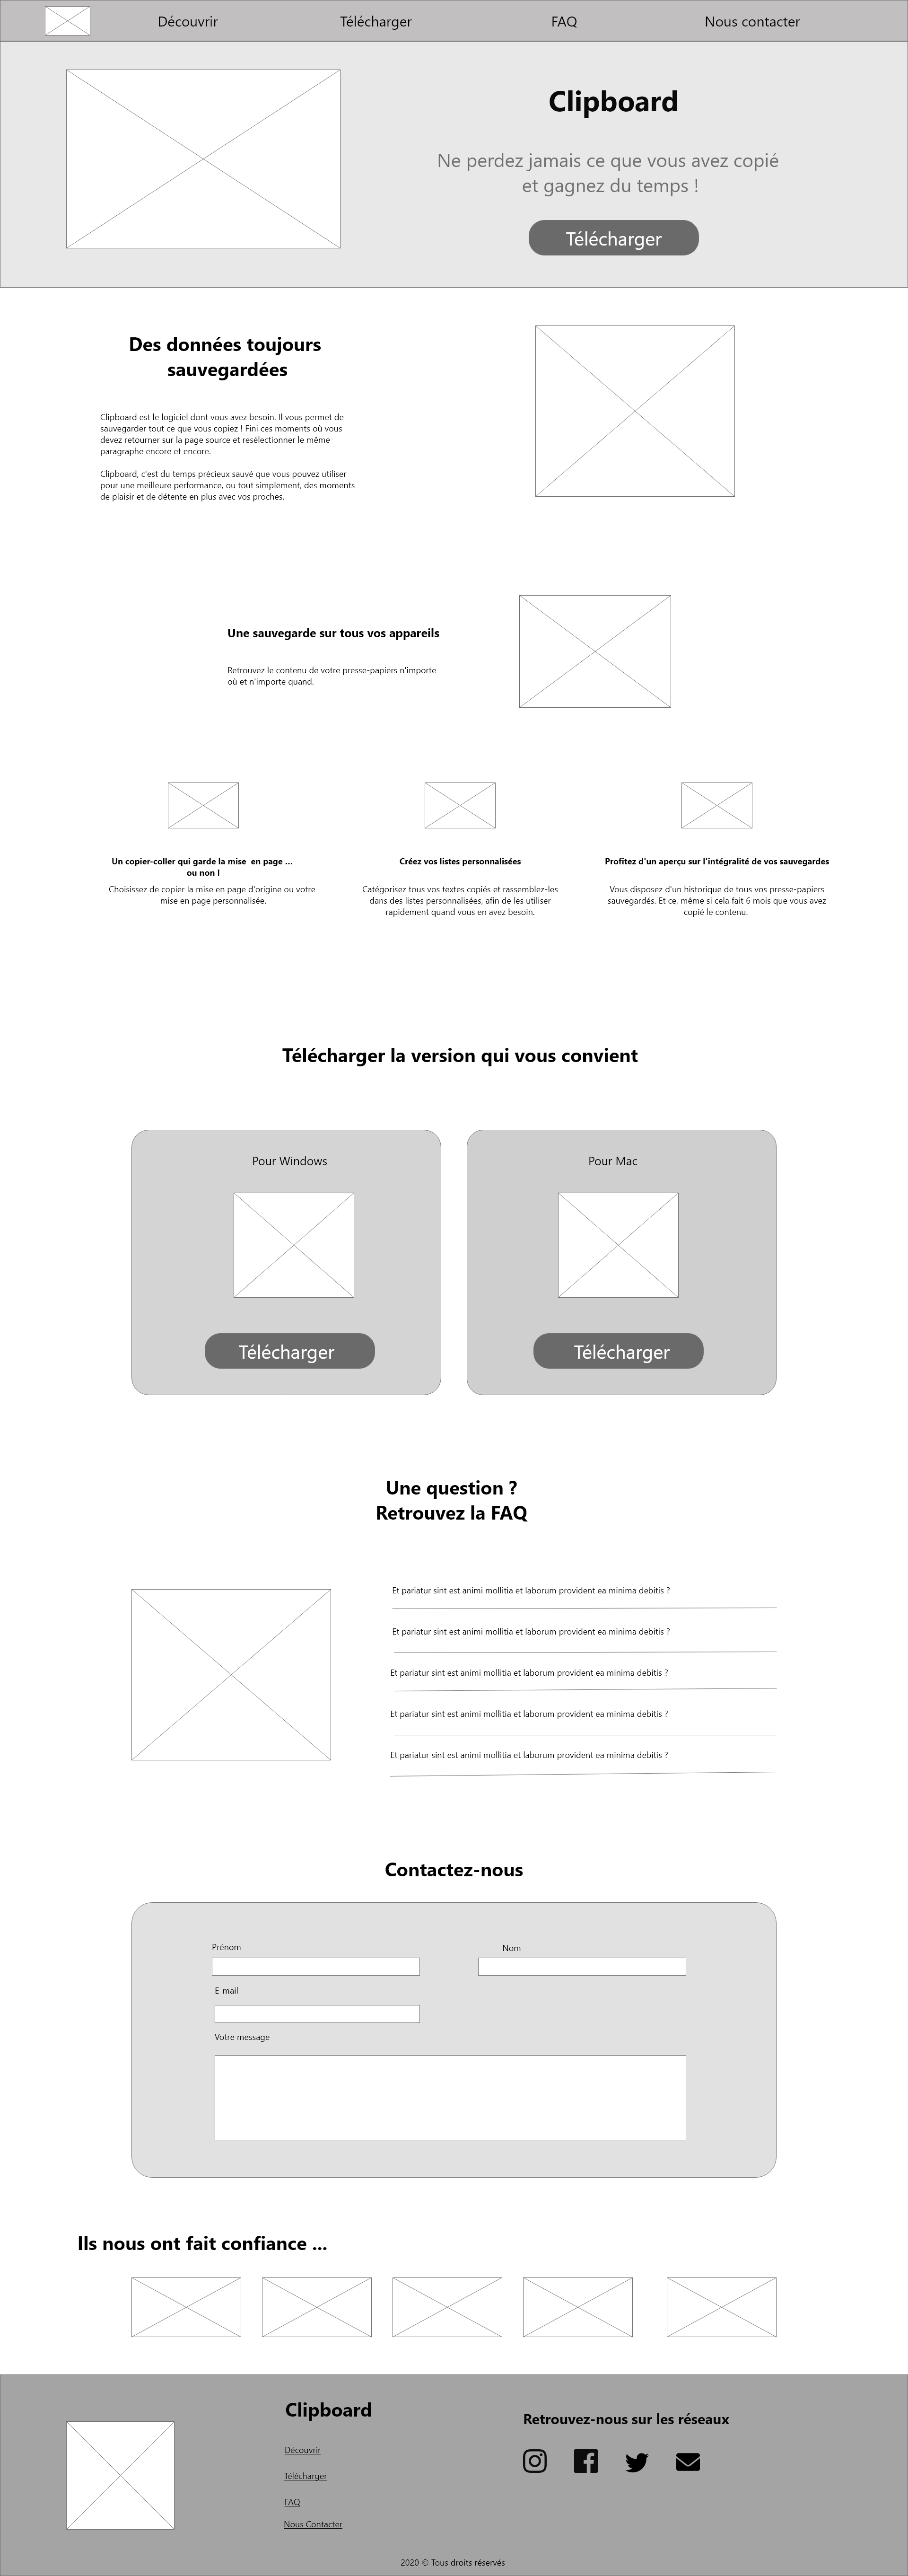 Découvrir
Télécharger
FAQ
Nous contacter
Clipboard
Ne perdez jamais ce que vous avez copié
et gagnez du temps !
Télécharger
Des données toujours
sauvegardées
Clipboard est le logiciel dont vous avez besoin. Il vous permet de
sauvegarder tout ce que vous copiez ! Fini ces moments où vous
devez retourner sur la page source et resélectionner le même
paragraphe encore et encore.
Clipboard, c'est du temps précieux sauvé que vous pouvez utiliser
pour une meilleure performance, ou tout simplement, des moments
de plaisir et de détente en plus avec vos proches.
Une sauvegarde sur tous vos appareils
Retrouvez le contenu de votre presse-papiers n'importe
où et n'importe quand.
Un copier-coller qui garde la mise  en page ...
ou non !
Choisissez de copier la mise en page d'origine ou votre
mise en page personnalisée.
Créez vos listes personnalisées
Catégorisez tous vos textes copiés et rassemblez-les
dans des listes personnalisées, afin de les utiliser
rapidement quand vous en avez besoin.
Profitez d'un aperçu sur l'intégralité de vos sauvegardes
Vous disposez d'un historique de tous vos presse-papiers
sauvegardés. Et ce, même si cela fait 6 mois que vous avez
copié le contenu.
Télécharger la version qui vous convient
Pour Windows
Télécharger
Pour Mac
Télécharger
Une question ?
Retrouvez la FAQ
Et pariatur sint est animi mollitia et laborum provident ea minima debitis ?
Et pariatur sint est animi mollitia et laborum provident ea minima debitis ?
Et pariatur sint est animi mollitia et laborum provident ea minima debitis ?
Et pariatur sint est animi mollitia et laborum provident ea minima debitis ?
Et pariatur sint est animi mollitia et laborum provident ea minima debitis ?
Contactez-nous
Prénom
Nom
E-mail
Votre message
Ils nous ont fait confiance ...
Clipboard
Découvrir
Télécharger
FAQ
Nous Contacter
Retrouvez-nous sur les réseaux
2020 © Tous droits réservés